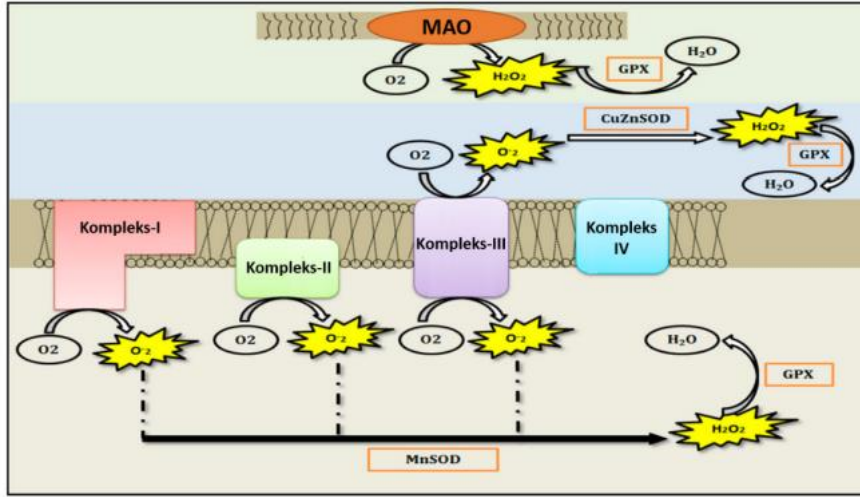 MAO
O2
H₂O₂
GPX
H₂O
CuZnSOD
O2
O⁻2
H₂O₂
GPX
H₂O
Kompleks-I
Kompleks-II
Kompleks-III
Kompleks
IV
O2
O⁻2
O2
O⁻2
O2
O⁻2
H₂O
GPX
H₂O₂
MnSOD